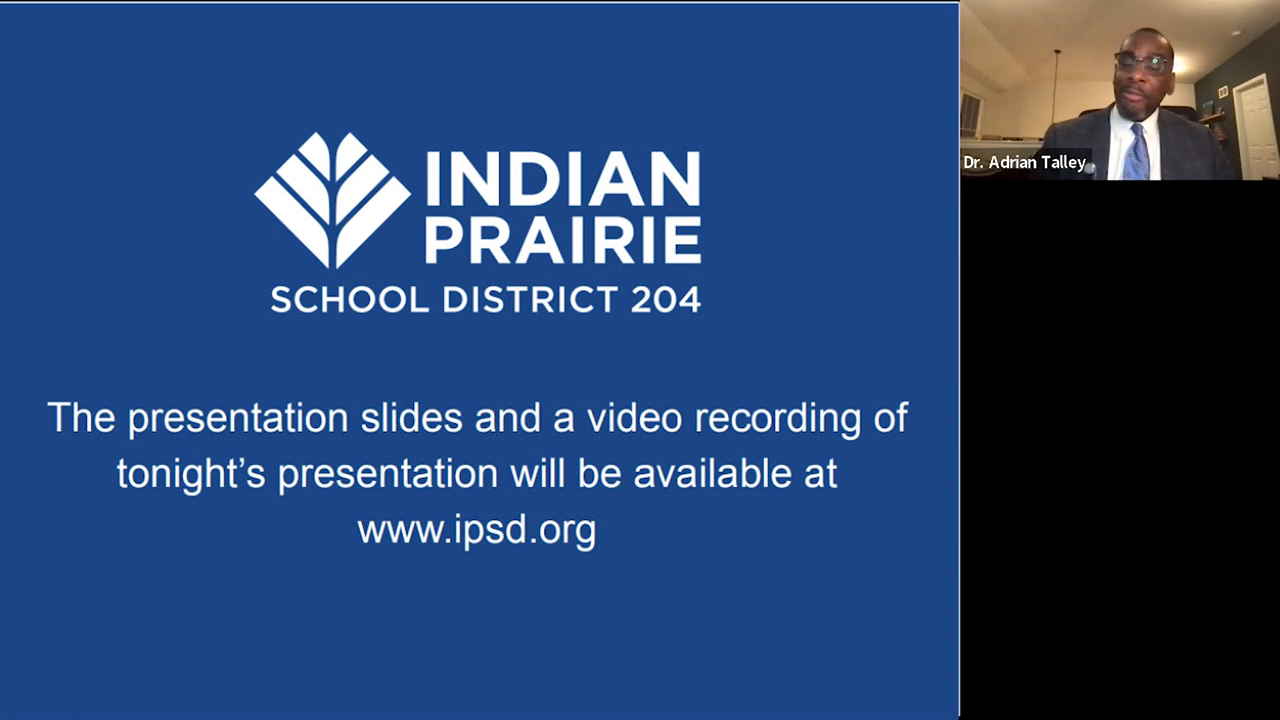 INDIAN
PRAIRIE
SCHOOL DISTRICT 204
The presentation slides and a video recording of
tonight’s presentation will be available at
www.ipsd.org
Dr. Adrian Talley